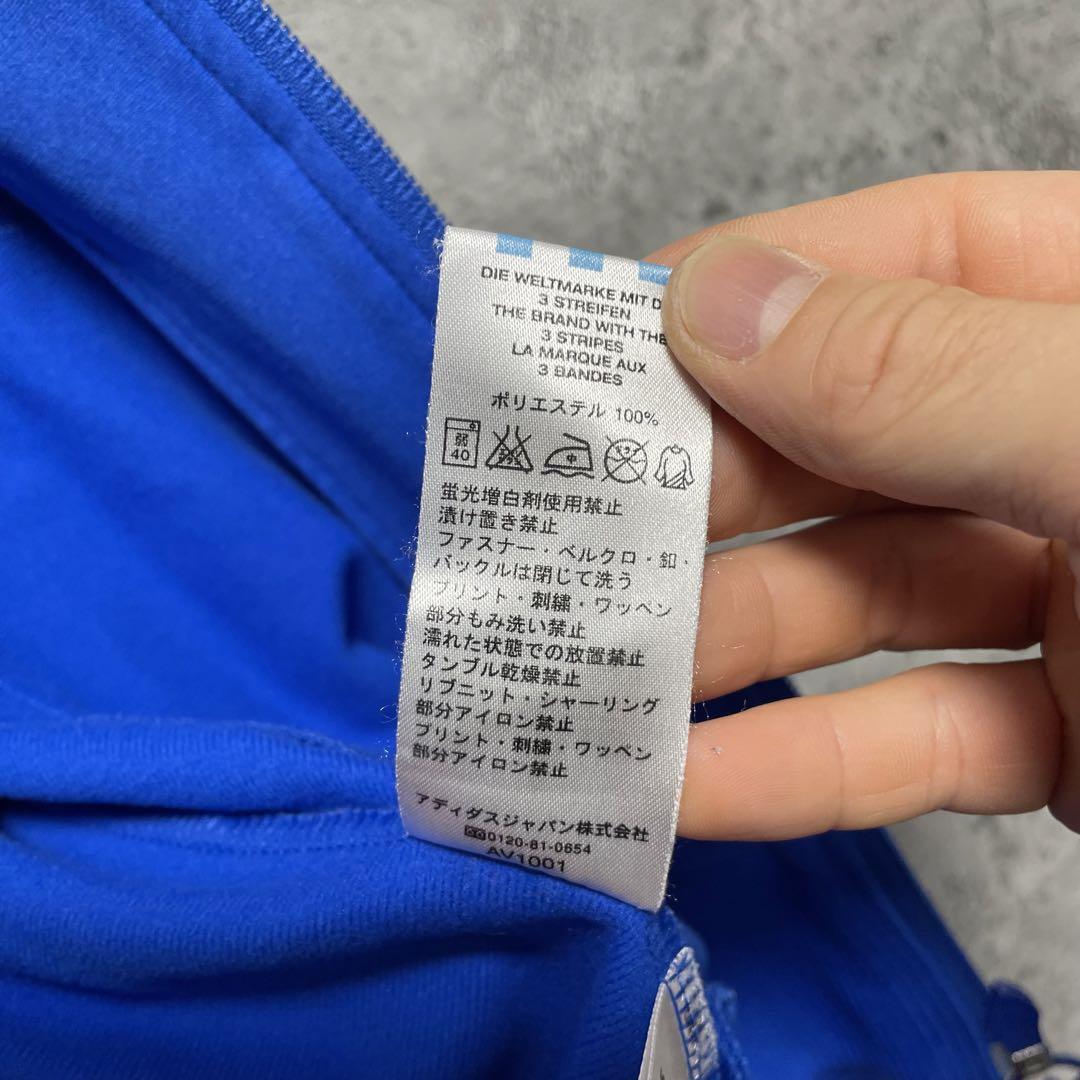 DIE WELTMARKE MIT D
3 STREIFEN
THE BRAND WITH THE
3 STRIPES
LA MARQUE AUX
3 BANDES
ポリエステル 100%
弱
40
中
蛍光増白剤使用禁止
漬け置き禁止
ファスナー・ベルクロ・釦・
バックルは閉じて洗う
プリント・刺繍・ワッペン
部分もみ洗い禁止
濡れた状態での放置禁止
タンブル乾燥禁止
リブニット・シャーリング
部分アイロン禁止
プリント・刺繍・ワッペン
部分アイロン禁止
アディダスジャパン株式会社
0120-81-0654
AV1001